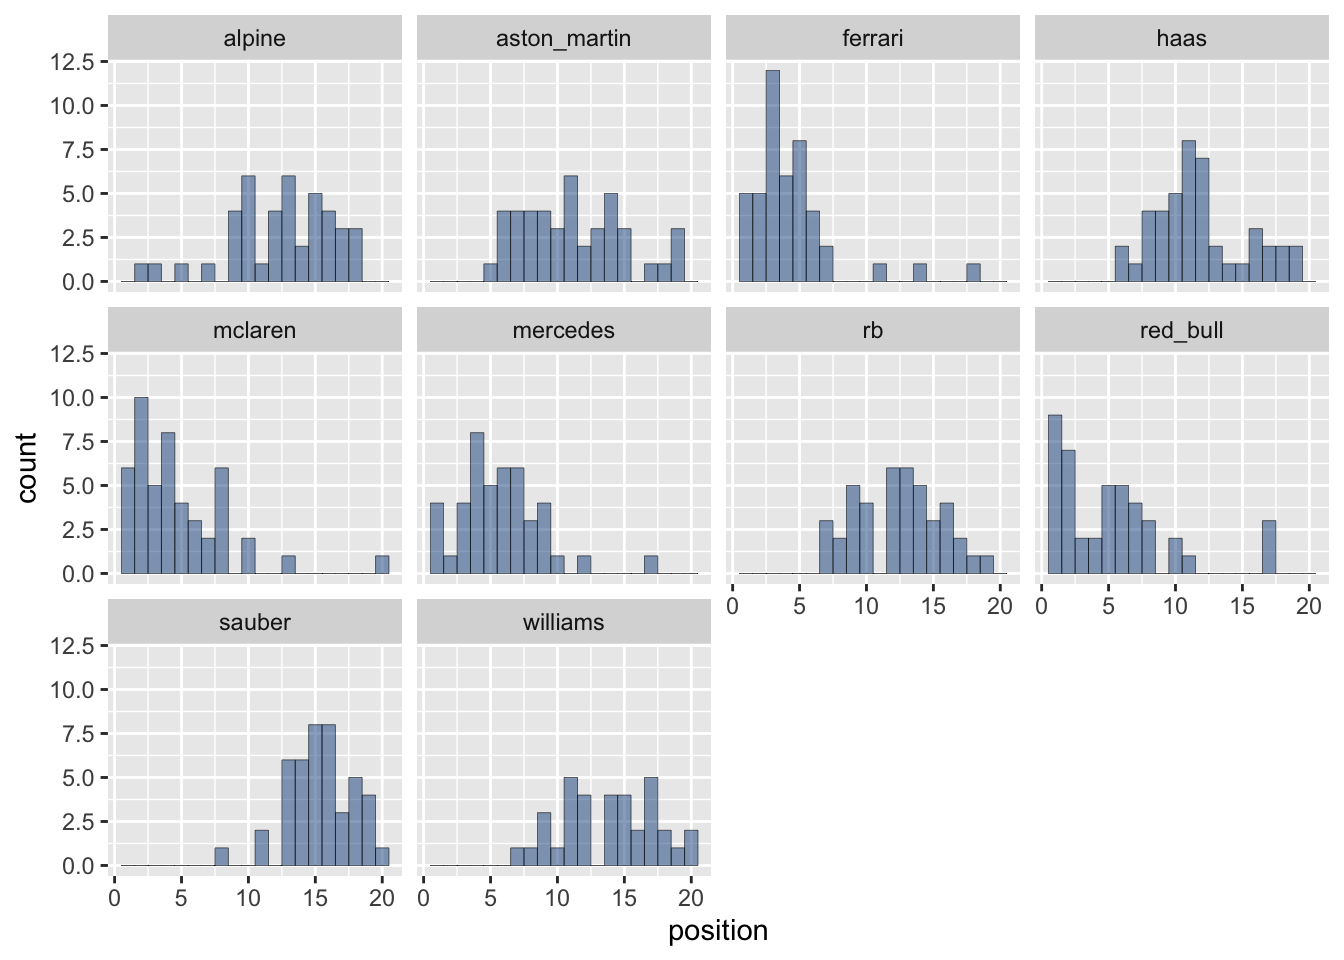 alpine aston_martin ferrari haas
12.5
10.0
7.5
5.0
2.5
0.0
mclaren mercedes rb red_bull
12.5
10.0
7.5
5.0
2.5
0.0
0 5 10 15 20 0 5 10 15 20
count
sauber williams
12.5
10.0
7.5
5.0
2.5
0.0
0 5 10 15 20 0 5 10 15 20
position